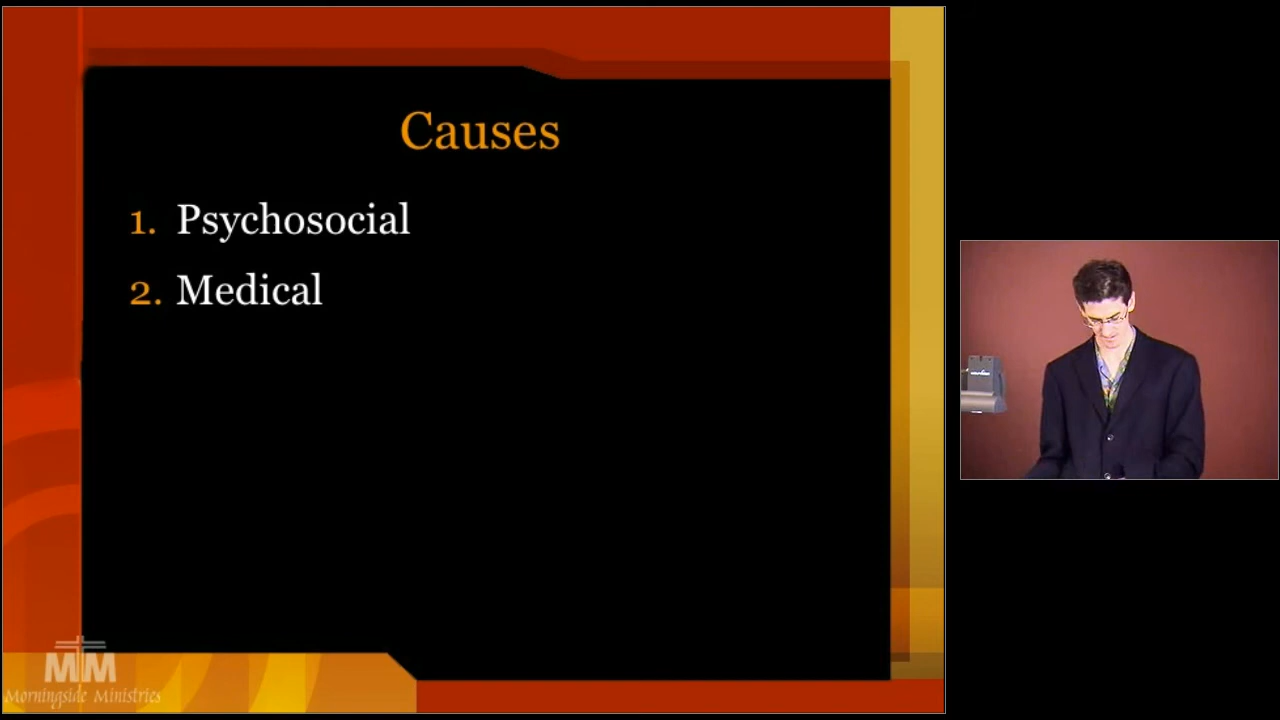 Causes
1. Psychosocial
2. Medical
MM
Morningside Ministries